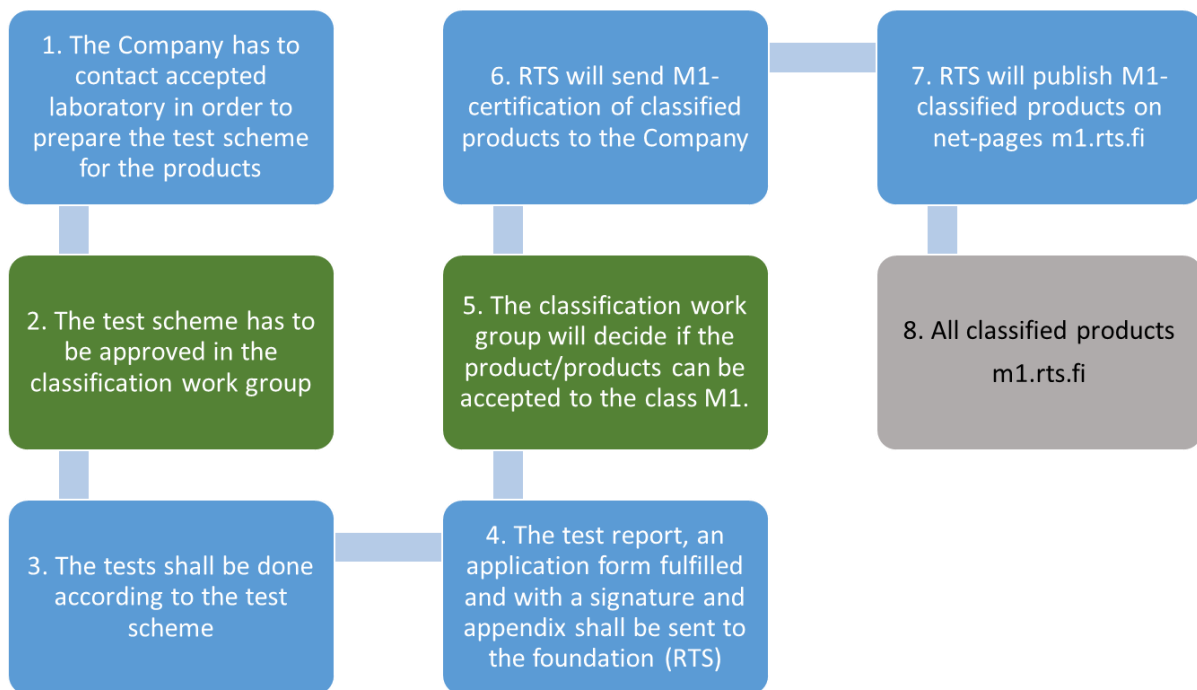 1. The Company has to
contact accepted
laboratory in order to
prepare the test scheme
for the products
2. The test scheme has to
be approved in the
classification work group
3. The tests shall be done
according to the test
scheme
4. The test report, an
application form fulfilled
and with a signature and
appendix shall be sent to
the foundation (RTS)
5. The classification work
group will decide if the
product/products can be
accepted to the class M1.
6. RTS will send M1-
certification of classified
products to the Company
7. RTS will publish M1-
classified products on
net-pages m1.rts.fi
8. All classified products
m1.rts.fi